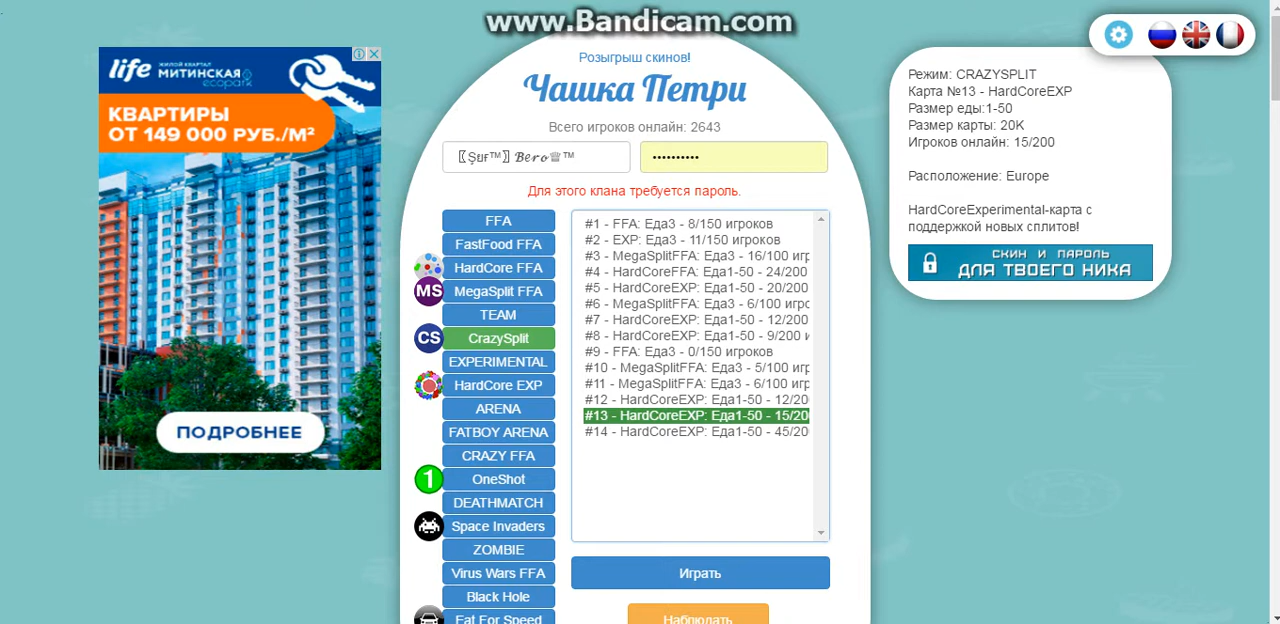 www.Bandicam.com
life ЖИЛОЙ КВАРТАЛ
МИТИНСКАЯ
ecopark
КВАРТИРЫ
ОТ 149 000 РУБ./М²
ПОДРОБНЕЕ
Розыгрыш скинов!
Чашка Петри
Всего игроков онлайн: 2643
〖Şuғ™〗𝓑𝓮𝓻𝓸♕™
••••••••••
Для этого клана требуется пароль.
FFA
FastFood FFA
HardCore FFA
MS MegaSplit FFA
TEAM
CS CrazySplit
EXPERIMENTAL
HardCore EXP
ARENA
FATBOY ARENA
CRAZY FFA
1 OneShot
DEATHMATCH
Space Invaders
ZOMBIE
Virus Wars FFA
Black Hole
Eat For Speed
#1 - FFA: Еда3 - 8/150 игроков
#2 - EXP: Еда3 - 11/150 игроков
#3 - MegaSplitFFA: Еда3 - 16/100 игр
#4 - HardCoreFFA: Еда1-50 - 24/200
#5 - HardCoreEXP: Еда1-50 - 20/200
#6 - MegaSplitFFA: Еда3 - 6/100 игро
#7 - HardCoreEXP: Еда1-50 - 12/200
#8 - HardCoreEXP: Еда1-50 - 9/200 и
#9 - FFA: Еда3 - 0/150 игроков
#10 - MegaSplitFFA: Еда3 - 5/100 игр
#11 - MegaSplitFFA: Еда3 - 6/100 игр
#12 - HardCoreEXP: Еда1-50 - 12/20
#13 - HardCoreEXP: Еда1-50 - 15/20
#14 - HardCoreEXP: Еда1-50 - 45/20
Играть
Наблюдать
Режим: CRAZYSPLIT
Карта №13 - HardCoreEXP
Размер еды:1-50
Размер карты: 20K
Игроков онлайн: 15/200
Расположение: Europe
HardCoreExperimental-карта с
поддержкой новых сплитов!
СКИН И ПАРОЛЬ
ДЛЯ ТВОЕГО НИКА